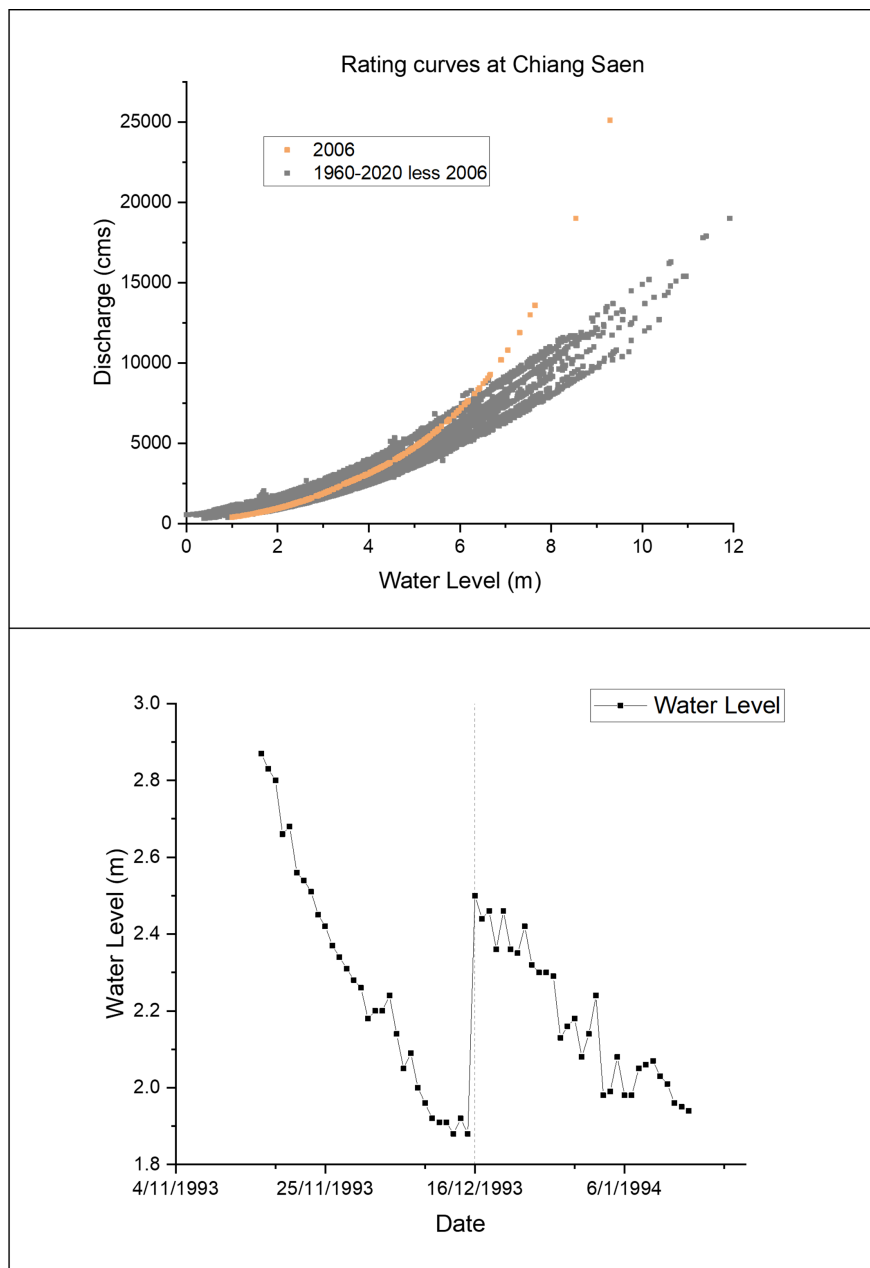 Rating curves at Chiang Saen
25000
20000
15000
10000
5000
0
Discharge (cms)
2006
1960-2020 less 2006
0 2 4 6 8 10 12
Water Level (m)
3.0
2.8
2.6
2.4
2.2
2.0
1.8
Water Level (m)
Water Level
4/11/1993 25/11/1993 16/12/1993 6/1/1994
Date